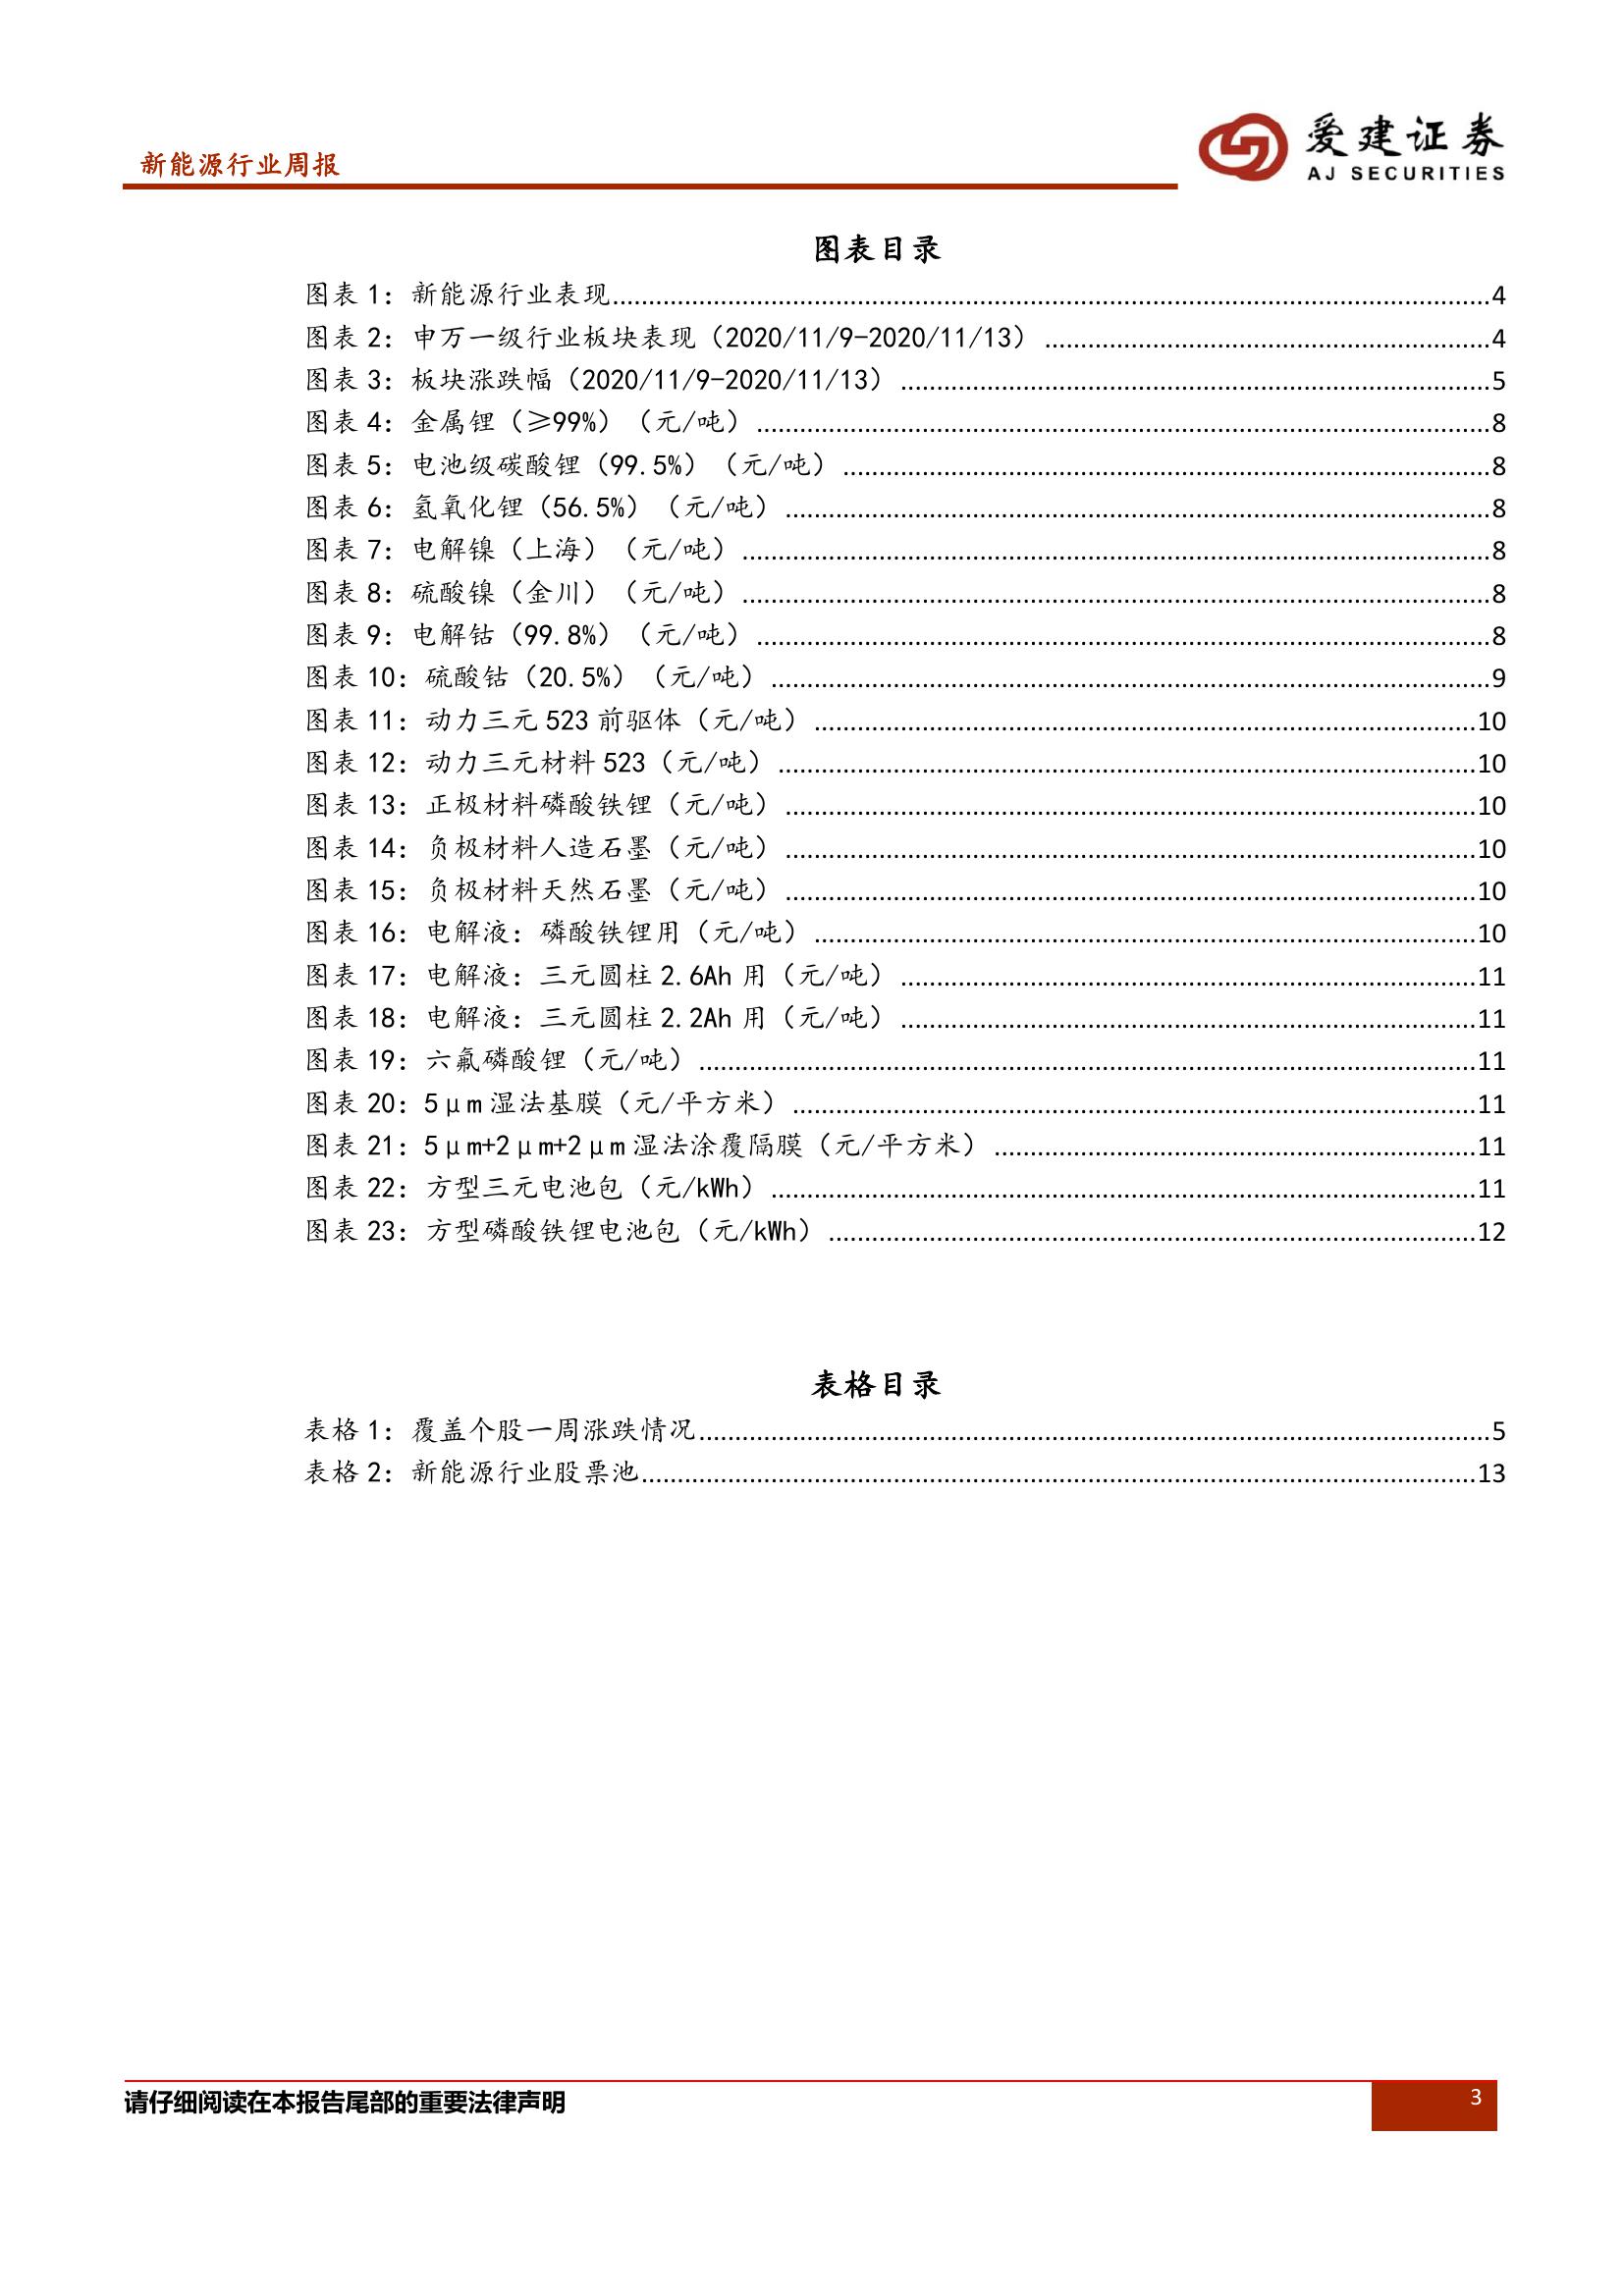 新能源行业周报
爱建证券
AJ SECURITIES
图表目录
图表 1：新能源行业表现........4
图表 2：申万一级行业板块表现（2020/11/9-2020/11/13）........4
图表 3：板块涨跌幅（2020/11/9-2020/11/13）........5
图表 4：金属锂（≥99%）（元/吨）........8
图表 5：电池级碳酸锂（99.5%）（元/吨）........8
图表 6：氢氧化锂（56.5%）（元/吨）........8
图表 7：电解镍（上海）（元/吨）........8
图表 8：硫酸镍（金川）（元/吨）........8
图表 9：电解钴（99.8%）（元/吨）........8
图表 10：硫酸钴（20.5%）（元/吨）........9
图表 11：动力三元 523 前驱体（元/吨）........10
图表 12：动力三元材料 523（元/吨）........10
图表 13：正极材料磷酸铁锂（元/吨）........10
图表 14：负极材料人造石墨（元/吨）........10
图表 15：负极材料天然石墨（元/吨）........10
图表 16：电解液：磷酸铁锂用（元/吨）........10
图表 17：电解液：三元圆柱 2.6Ah 用（元/吨）........11
图表 18：电解液：三元圆柱 2.2Ah 用（元/吨）........11
图表 19：六氟磷酸锂（元/吨）........11
图表 20：5μm 湿法基膜（元/平方米）........11
图表 21：5μm+2μm+2μm 湿法涂覆隔膜（元/平方米）........11
图表 22：方型三元电池包（元/kWh）........11
图表 23：方型磷酸铁锂电池包（元/kWh）........12
表格目录
表格 1：覆盖个股一周涨跌情况........5
表格 2：新能源行业股票池........13
请仔细阅读在本报告尾部的重要法律声明
3